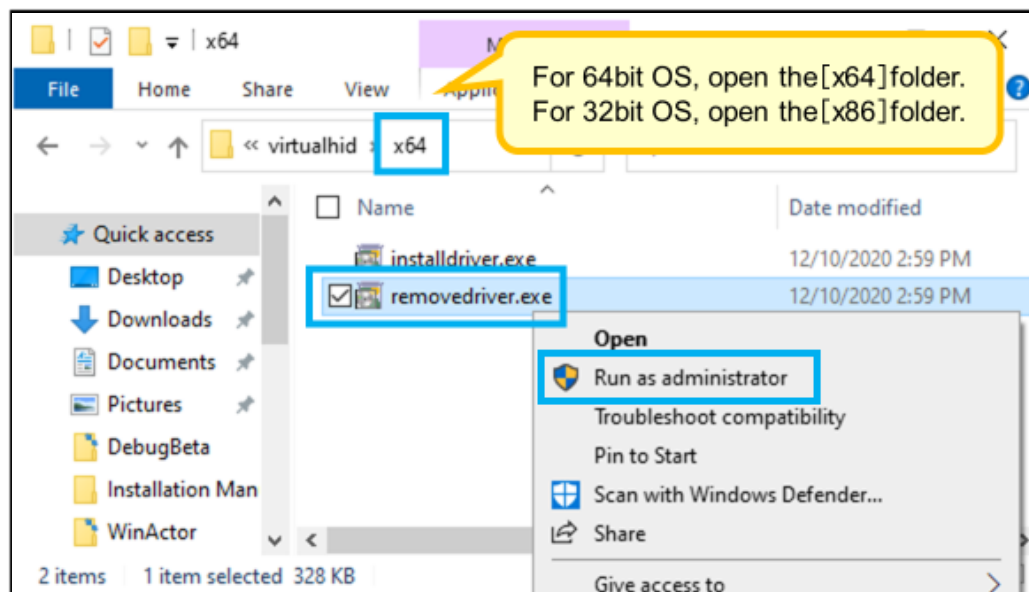 x64
M
File
Home
Share
View
For 64bit OS, open the[x64]folder.
For 32bit OS, open the[x86]folder.
« virtualhid › x64
Name
Date modified
Quick access
installdriver.exe
12/10/2020 2:59 PM
Desktop
removedriver.exe
12/10/2020 2:59 PM
Downloads
Documents
Pictures
DebugBeta
Installation Man
WinActor
Open
Run as administrator
Troubleshoot compatibility
Pin to Start
Scan with Windows Defender...
Share
Give access to
2 items
1 item selected
328 KB